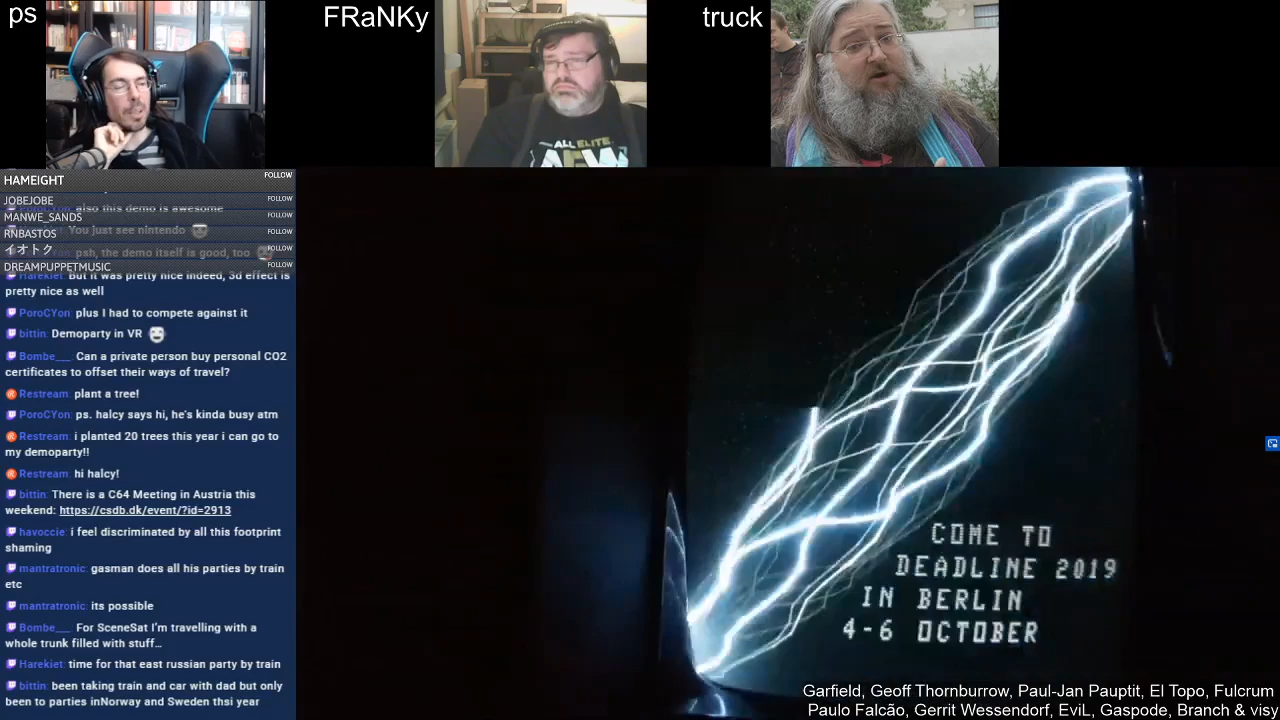 ps
FRaNKy
truck
ALL ELITE
HAMEIGHT FOLLOW
JOBEJOBE FOLLOW
also this demo is awesome
MANWE_SANDS FOLLOW
RNBASTOS FOLLOW
You just see nintendo
イオトク FOLLOW
psh, the demo itself is good, too
DREAMPUPPETMUSIC FOLLOW
Harekiet: But it was pretty nice indeed, 3d effect is
pretty nice as well
PoroCYon: plus I had to compete against it
bittin: Demoparty in VR
Bombe___: Can a private person buy personal CO2
certificates to offset their ways of travel?
Restream: plant a tree!
PoroCYon: ps. halcy says hi, he's kinda busy atm
Restream: i planted 20 trees this year i can go to
my demoparty!!
Restream: hi halcy!
bittin: There is a C64 Meeting in Austria this
weekend: https://csdb.dk/event/?id=2913
havoccie: i feel discriminated by all this footprint
shaming
mantratronic: gasman does all his parties by train
etc
mantratronic: its possible
Bombe___: For SceneSat I'm travelling with a
whole trunk filled with stuff...
Harekiet: time for that east russian party by train
bittin: been taking train and car with dad but only
been to parties inNorway and Sweden thsi year
COME TO
DEADLINE 2019
IN BERLIN
4-6 OCTOBER
Garfield, Geoff Thornburrow, Paul-Jan Pauptit, El Topo, Fulcrum
Paulo Falcão, Gerrit Wessendorf, EviL, Gaspode, Branch & visy